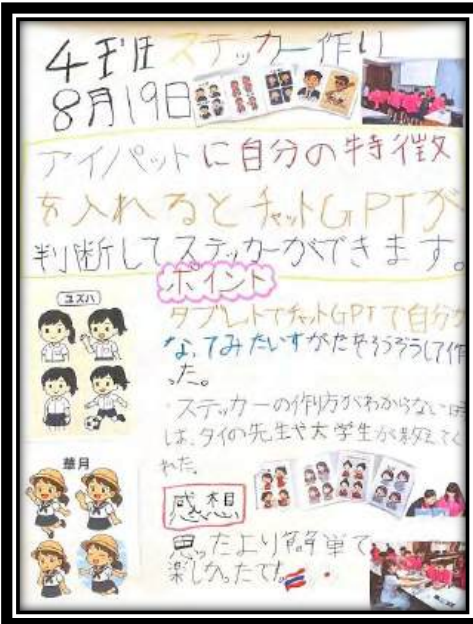 4班 ステッカー作り
8月19日
アイパットに自分の特徴
を入れるとチャットGPTが
判断してステッカーができます。
ポイント
タブレットでチャットGPTで自分が
なってみたいすがたをそうぞうして作
った。
・ステッカーの作り方がわからない時
は、タイの先生や大学生が教えてく
れた。
ユズハ
華月
感想
思ったより簡単で
楽しかったです